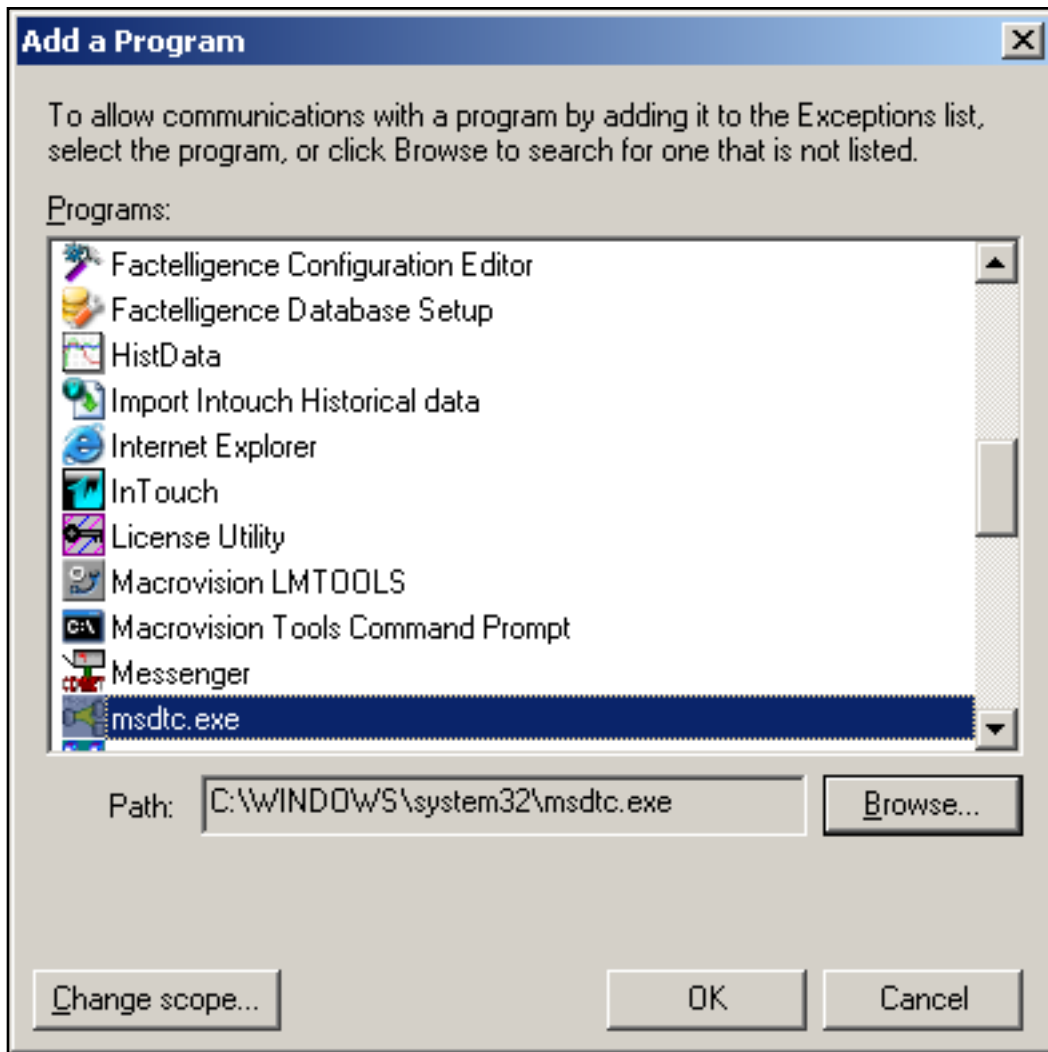 Add a Program
To allow communications with a program by adding it to the Exceptions list,
select the program, or click Browse to search for one that is not listed.
Programs:
Factelligence Configuration Editor
Factelligence Database Setup
HistData
Import Intouch Historical data
Internet Explorer
InTouch
License Utility
Macrovision LMTOOLS
C:\ Macrovision Tools Command Prompt
Messenger
msdtc.exe
Path: C:\WINDOWS\system32\msdtc.exe Browse...
Change scope... OK Cancel